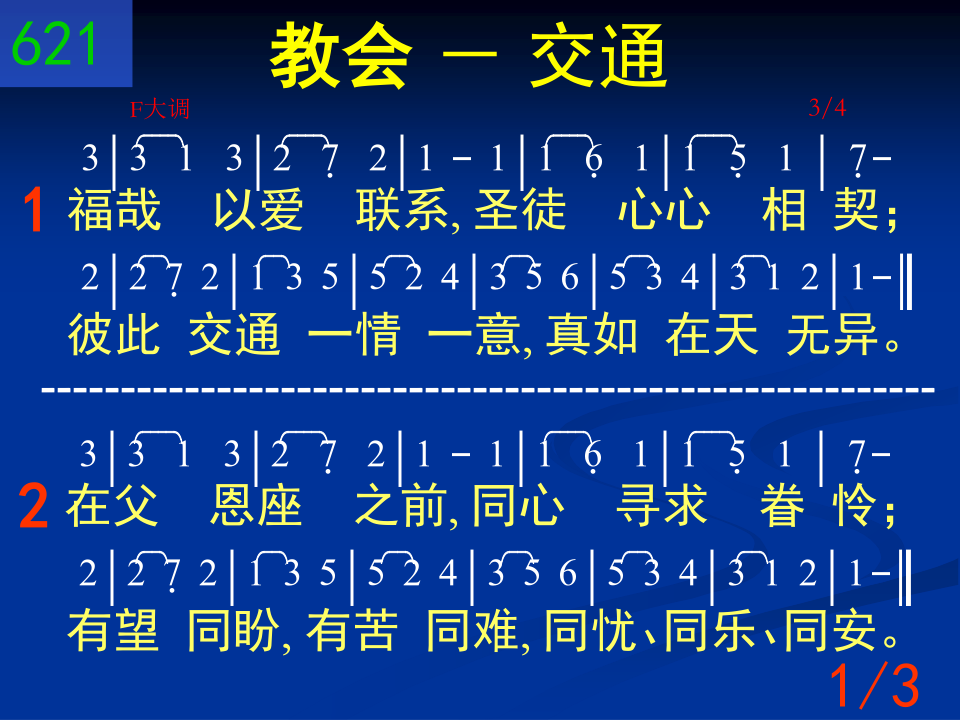 621
教会 － 交通
F大调 3/4
3|3 1 3|2 7̣ 2|1 - 1|1 6̣ 1|1 5̣ 1 | 7̣-
1 福哉 以爱 联系, 圣徒 心心 相 契;
2|2 7̣ 2|1 3 5|5 2 4|3 5 6|5 3 4|3 1 2|1-‖
彼此 交通 一情 一意, 真如 在天 无异。
3|3 1 3|2 7̣ 2|1 - 1|1 6̣ 1|1 5̣ 1 | 7̣-
2 在父 恩座 之前, 同心 寻求 眷 怜;
2|2 7̣ 2|1 3 5|5 2 4|3 5 6|5 3 4|3 1 2|1-‖
有望 同盼, 有苦 同难, 同忧、同乐、同安。
1/3